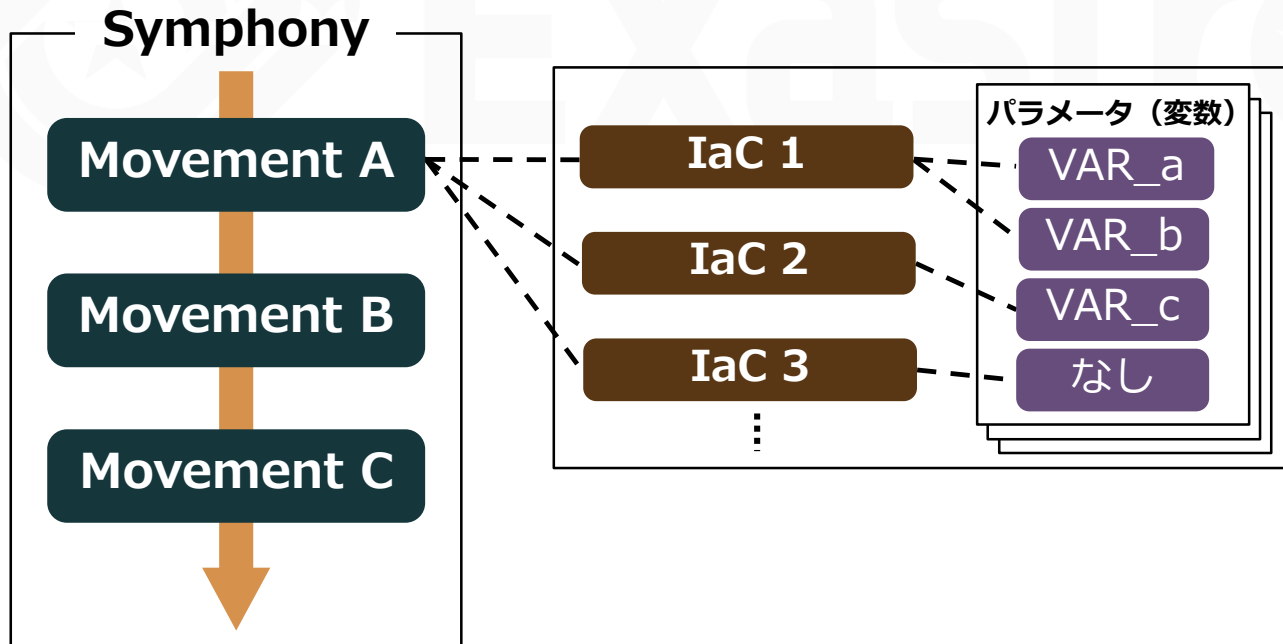 Symphony
Movement A
Movement B
Movement C
IaC 1
IaC 2
IaC 3
パラメータ（変数）
VAR_a
VAR_b
VAR_c
なし